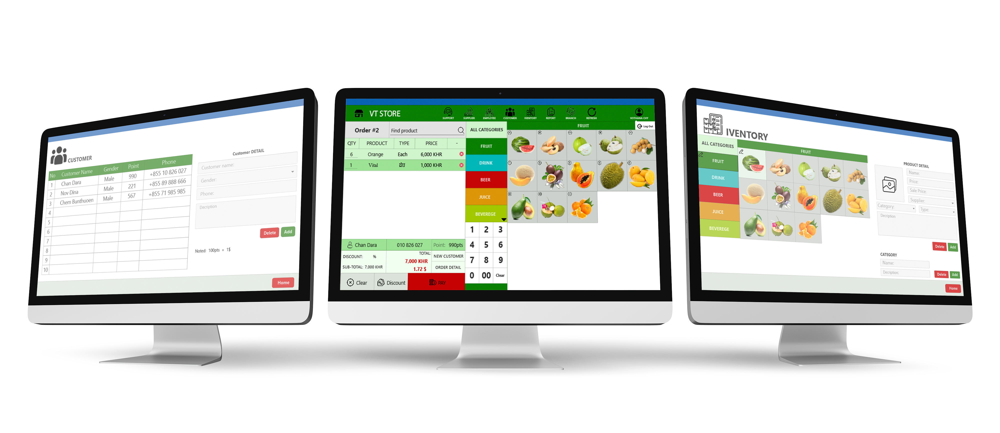 CUSTOMER
No Customer Name Gender Point Phone
1 Chan Dara Male 990 +855 10 826 027
2 Nov Dina Male 221 +855 89 888 666
3 Chem Bunthuoen Male 567 +855 71 985 985
4
5
6
7
8
9
10
Customer DETAIL
Customer name:
Gender:
Phone:
Decription
Delete Add
Noted: 100pts = 1$
Home
VT STORE
SUPPORT SUPPLIER EMPLOYEE CUSTOMER IVENTORY REPORT BRANCH REFRESH VOTHANA CHY
Log Out
Order #2 Find product
QTY PRODUCT TYPE PRICE -
6 Orange Each 6,000 KHR
1 Vital ដប 1,000 KHR
Chan Dara 010 826 027 Point: 990pts
DISCOUNT: %
SUB-TOTAL: 7,000 KHR
TOTAL:
7,000 KHR
1.72 $
NEW CUSTOMER
ORDER DETAIL
Clear Discount PAY
ALL CATEGORIES
FRUIT
DRINK
BEER
JUICE
BEVEREGE
1 2 3
4 5 6
7 8 9
0 00 Clear
FRUIT
IVENTORY
ALL CATEGORIES
FRUIT
DRINK
BEER
JUICE
BEVEREGE
FRUIT
PRODUCT DETAIL
Name:
Price:
Sale Price:
Supplier:
Category: Type:
Decription
Delete Add
CATEGORY
Name:
Decription:
Delete Add
Home